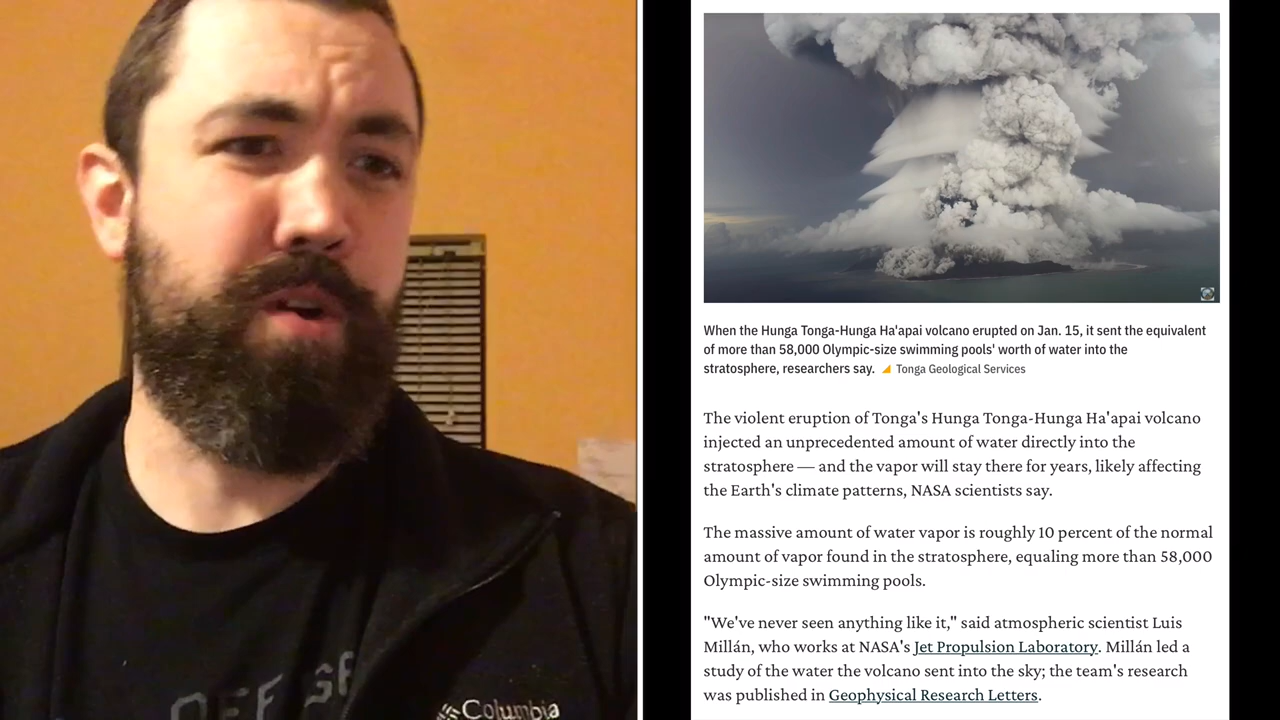 Columbia
When the Hunga Tonga-Hunga Ha'apai volcano erupted on Jan. 15, it sent the equivalent
of more than 58,000 Olympic-size swimming pools' worth of water into the
stratosphere, researchers say. Tonga Geological Services
The violent eruption of Tonga's Hunga Tonga-Hunga Ha'apai volcano
injected an unprecedented amount of water directly into the
stratosphere — and the vapor will stay there for years, likely affecting
the Earth's climate patterns, NASA scientists say.
The massive amount of water vapor is roughly 10 percent of the normal
amount of vapor found in the stratosphere, equaling more than 58,000
Olympic-size swimming pools.
"We've never seen anything like it," said atmospheric scientist Luis
Millán, who works at NASA's Jet Propulsion Laboratory. Millán led a
study of the water the volcano sent into the sky; the team's research
was published in Geophysical Research Letters.